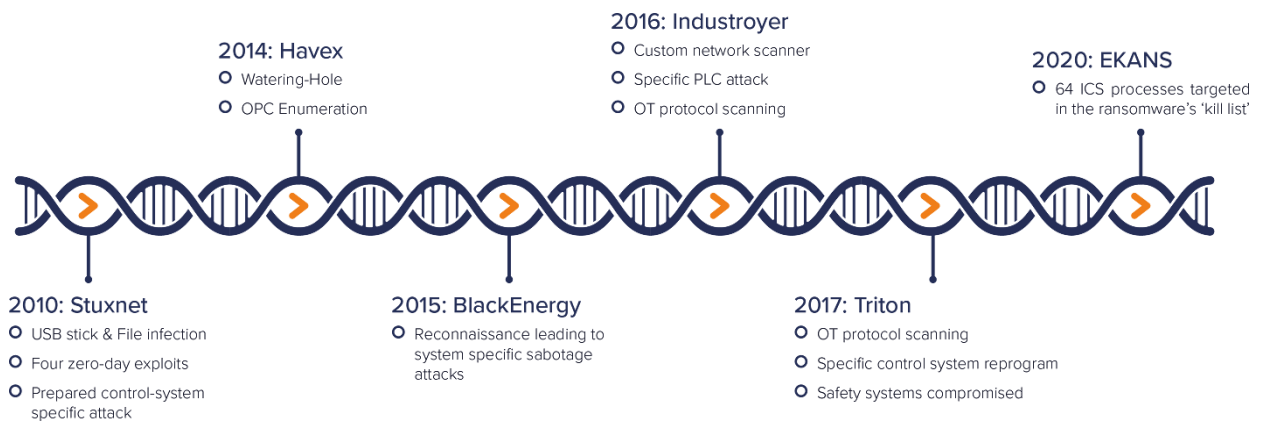 2010: Stuxnet
USB stick & File infection
Four zero-day exploits
Prepared control-system
specific attack
2014: Havex
Watering-Hole
OPC Enumeration
2015: BlackEnergy
Reconnaissance leading to
system specific sabotage
attacks
2016: Industroyer
Custom network scanner
Specific PLC attack
OT protocol scanning
2017: Triton
OT protocol scanning
Specific control system reprogram
Safety systems compromised
2020: EKANS
64 ICS processes targeted
in the ransomware’s ‘kill list’